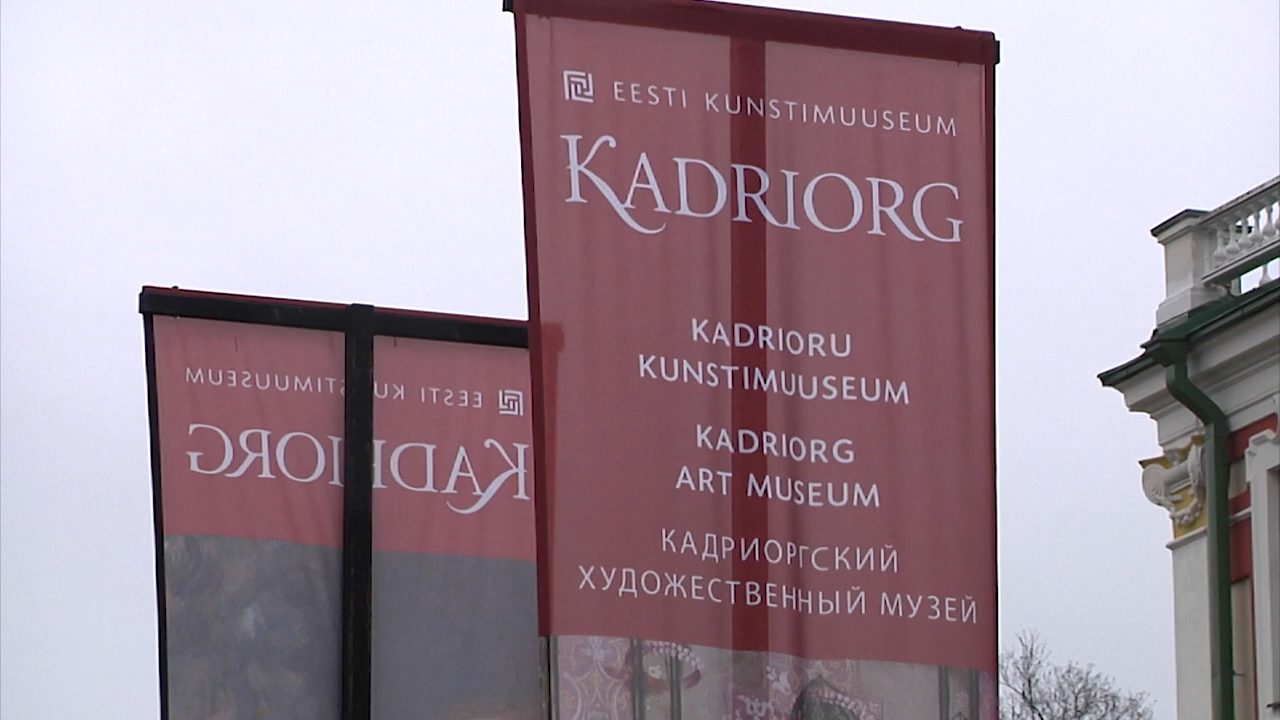 EESTI KUNSTIMUUSEUM
KADRIORG
KADRIORU
KUNSTIMUUSEUM
KADRIORG
ART MUSEUM
КАДРИОРГСКИЙ
ХУДОЖЕСТВЕННЫЙ МУЗЕЙ
EESTI KUNSTIMUUSEUM
KADRIORG